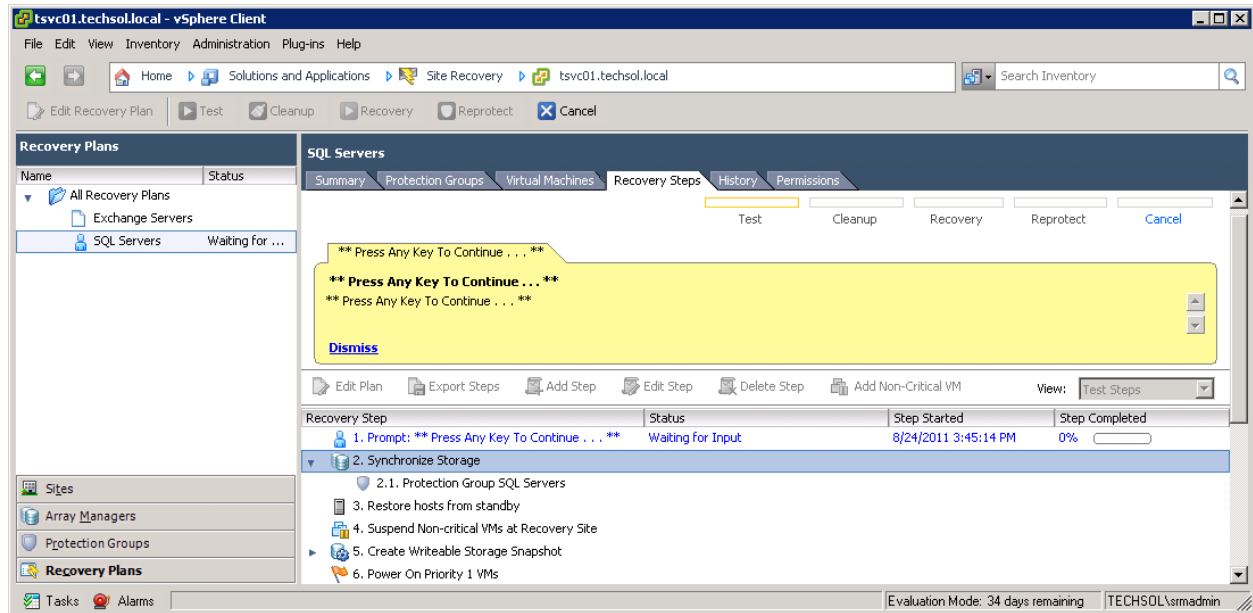 tsvc01.techsol.local - vSphere Client
File Edit View Inventory Administration Plug-ins Help
Home Solutions and Applications Site Recovery tsvc01.techsol.local Search Inventory
Edit Recovery Plan Test Cleanup Recovery Reprotect Cancel
Recovery Plans
Name Status
All Recovery Plans
Exchange Servers
SQL Servers Waiting for ...
Sites
Array Managers
Protection Groups
Recovery Plans
SQL Servers
Summary Protection Groups Virtual Machines Recovery Steps History Permissions
Test Cleanup Recovery Reprotect Cancel
** Press Any Key To Continue . . . **
** Press Any Key To Continue . . . **
** Press Any Key To Continue . . . **
Dismiss
Edit Plan Export Steps Add Step Edit Step Delete Step Add Non-Critical VM View: Test Steps
Recovery Step Status Step Started Step Completed
1. Prompt: ** Press Any Key To Continue . . . ** Waiting for Input 8/24/2011 3:45:14 PM 0%
2. Synchronize Storage
2.1. Protection Group SQL Servers
3. Restore hosts from standby
4. Suspend Non-critical VMs at Recovery Site
5. Create Writeable Storage Snapshot
6. Power On Priority 1 VMs
Tasks Alarms Evaluation Mode: 34 days remaining TECHSOL\srmadmin